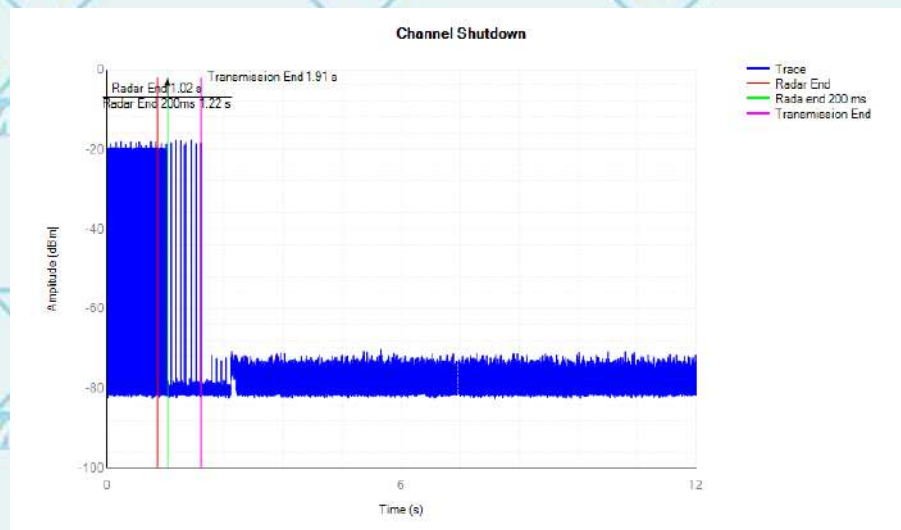 Channel Shutdown
Transmission End 1.91 s
Radar End 1.02 s
Radar End 200ms 1.22 s
Trace
Radar End
Rada end 200 ms
Transmission End
0
-20
-40
-60
-80
-100
Amplitude [dBm]
0
6
12
Time (s)